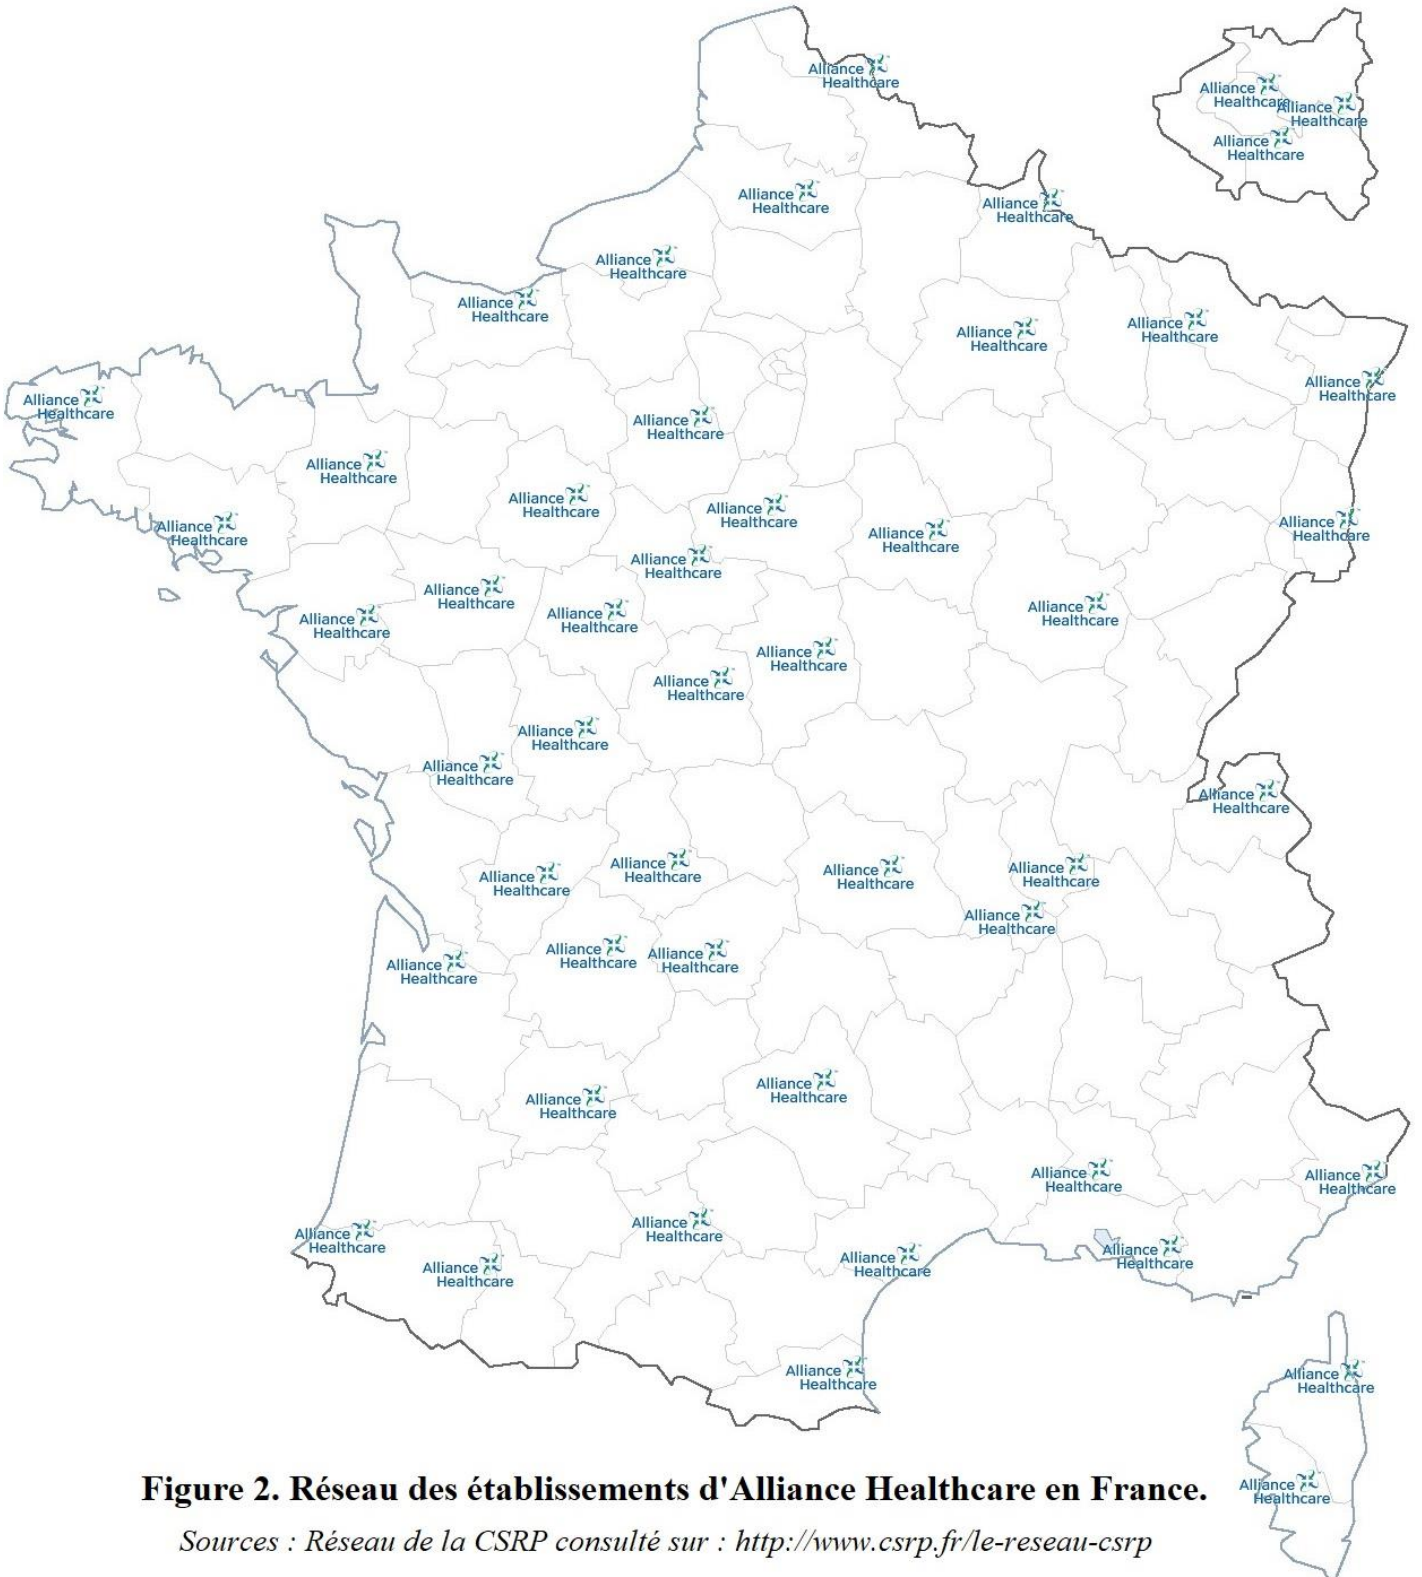 Alliance
Healthcare
Alliance
Healthcare
Alliance
Healthcare
Alliance
Healthcare
Alliance
Healthcare
Alliance
Healthcare
Alliance
Healthcare
Alliance
Healthcare
Alliance
Healthcare
Alliance
Healthcare
Alliance
Healthcare
Alliance
Healthcare
Alliance
Healthcare
Alliance
Healthcare
Alliance
Healthcare
Alliance
Healthcare
Alliance
Healthcare
Alliance
Healthcare
Alliance
Healthcare
Alliance
Healthcare
Alliance
Healthcare
Alliance
Healthcare
Alliance
Healthcare
Alliance
Healthcare
Alliance
Healthcare
Alliance
Healthcare
Alliance
Healthcare
Alliance
Healthcare
Alliance
Healthcare
Alliance
Healthcare
Alliance
Healthcare
Alliance
Healthcare
Alliance
Healthcare
Alliance
Healthcare
Alliance
Healthcare
Alliance
Healthcare
Alliance
Healthcare
Alliance
Healthcare
Alliance
Healthcare
Alliance
Healthcare
Alliance
Healthcare
Alliance
Healthcare
Alliance
Healthcare
Alliance
Healthcare
Alliance
Healthcare
Alliance
Healthcare
Alliance
Healthcare
Alliance
Healthcare
Alliance
Healthcare
Figure 2. Réseau des établissements d'Alliance Healthcare en France.
Sources : Réseau de la CSRP consulté sur : http://www.csrp.fr/le-reseau-csrp